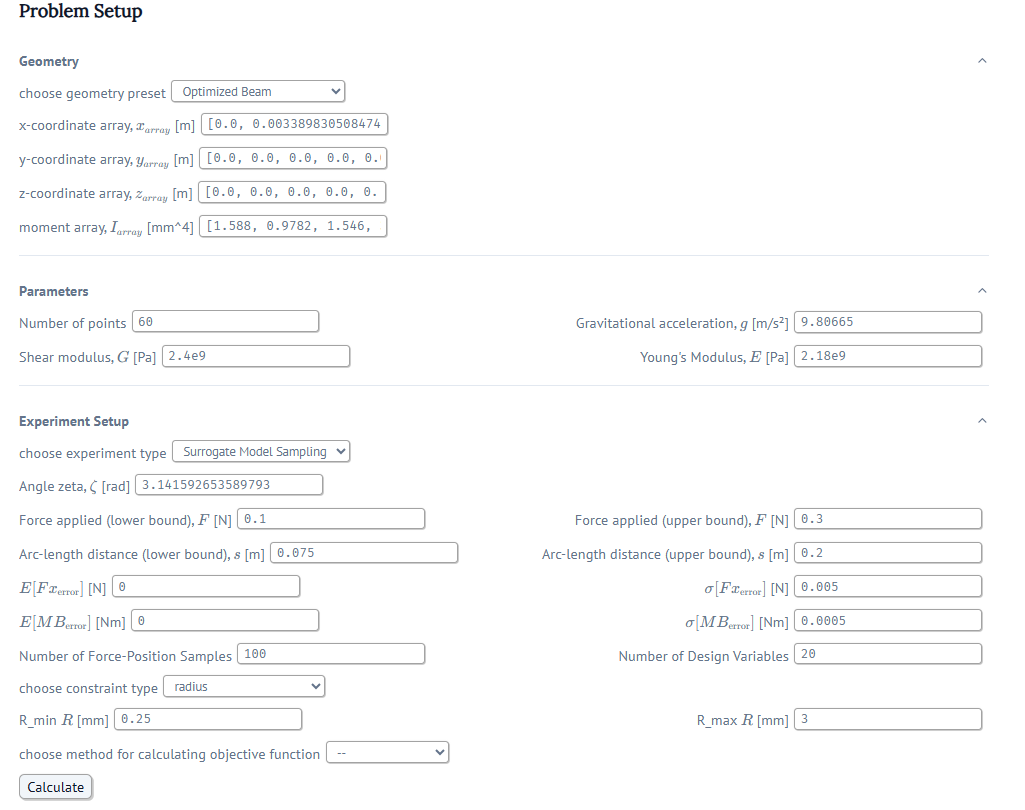 Problem Setup
Geometry
choose geometry preset Optimized Beam
x-coordinate array, x_array [m] [0.0, 0.003389830508474
y-coordinate array, y_array [m] [0.0, 0.0, 0.0, 0.0, 0.
z-coordinate array, z_array [m] [0.0, 0.0, 0.0, 0.0, 0.
moment array, I_array [mm^4] [1.588, 0.9782, 1.546,
Parameters
Number of points 60 Gravitational acceleration, g [m/s²] 9.80665
Shear modulus, G [Pa] 2.4e9 Young's Modulus, E [Pa] 2.18e9
Experiment Setup
choose experiment type Surrogate Model Sampling
Angle zeta, ζ [rad] 3.141592653589793
Force applied (lower bound), F [N] 0.1 Force applied (upper bound), F [N] 0.3
Arc-length distance (lower bound), s [m] 0.075 Arc-length distance (upper bound), s [m] 0.2
E[Fx_error] [N] 0 σ[Fx_error] [N] 0.005
E[MB_error] [Nm] 0 σ[MB_error] [Nm] 0.0005
Number of Force-Position Samples 100 Number of Design Variables 20
choose constraint type radius
R_min R [mm] 0.25 R_max R [mm] 3
choose method for calculating objective function --
Calculate